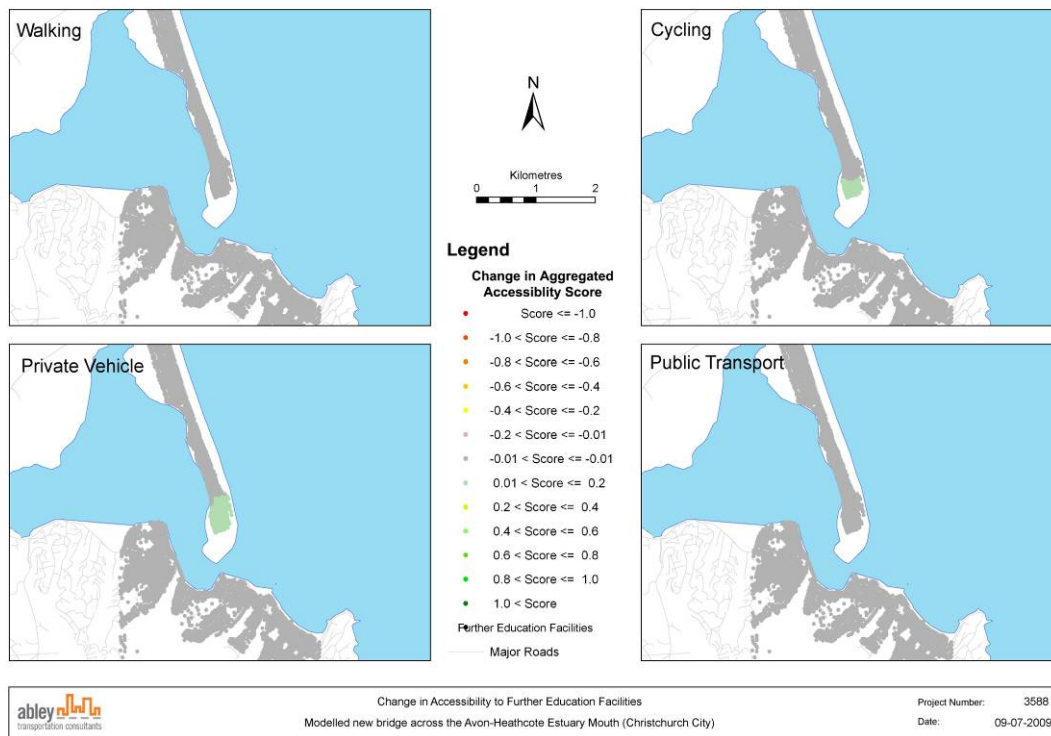 Walking
Cycling
N
Kilometres
0 1 2
Legend
Change in Aggregated
Accessiblity Score
Score <= -1.0
-1.0 < Score <= -0.8
-0.8 < Score <= -0.6
-0.6 < Score <= -0.4
-0.4 < Score <= -0.2
-0.2 < Score <= -0.01
-0.01 < Score <= -0.01
0.01 < Score <= 0.2
0.2 < Score <= 0.4
0.4 < Score <= 0.6
0.6 < Score <= 0.8
0.8 < Score <= 1.0
1.0 < Score
Further Education Facilities
Major Roads
Private Vehicle
Public Transport
abley
transportation consultants
Change in Accessibility to Further Education Facilities
Modelled new bridge across the Avon-Heathcote Estuary Mouth (Christchurch City)
Project Number: 3588
Date: 09-07-2009